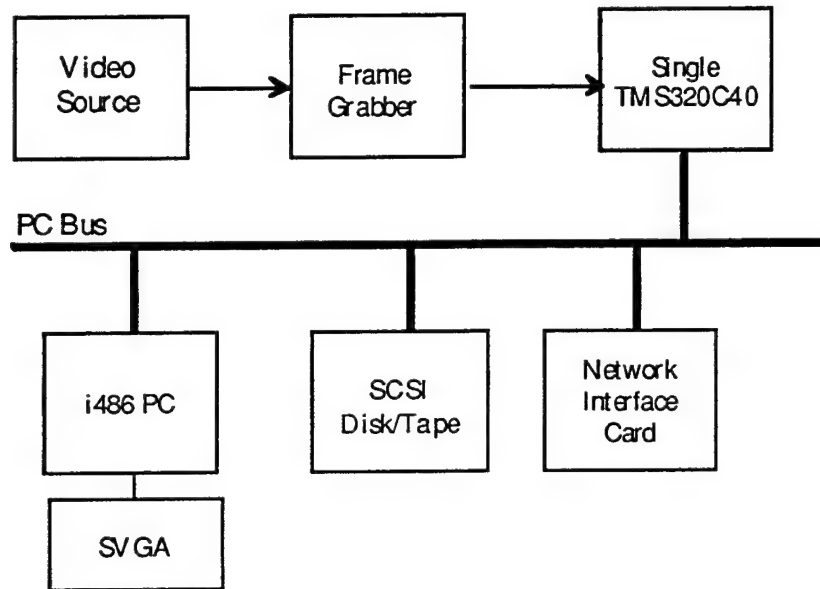 Video
Source
Frame
Grabber
Single
TMS320C40
PC Bus
i486 PC
SCSI
Disk/Tape
Network
Interface
Card
SVGA